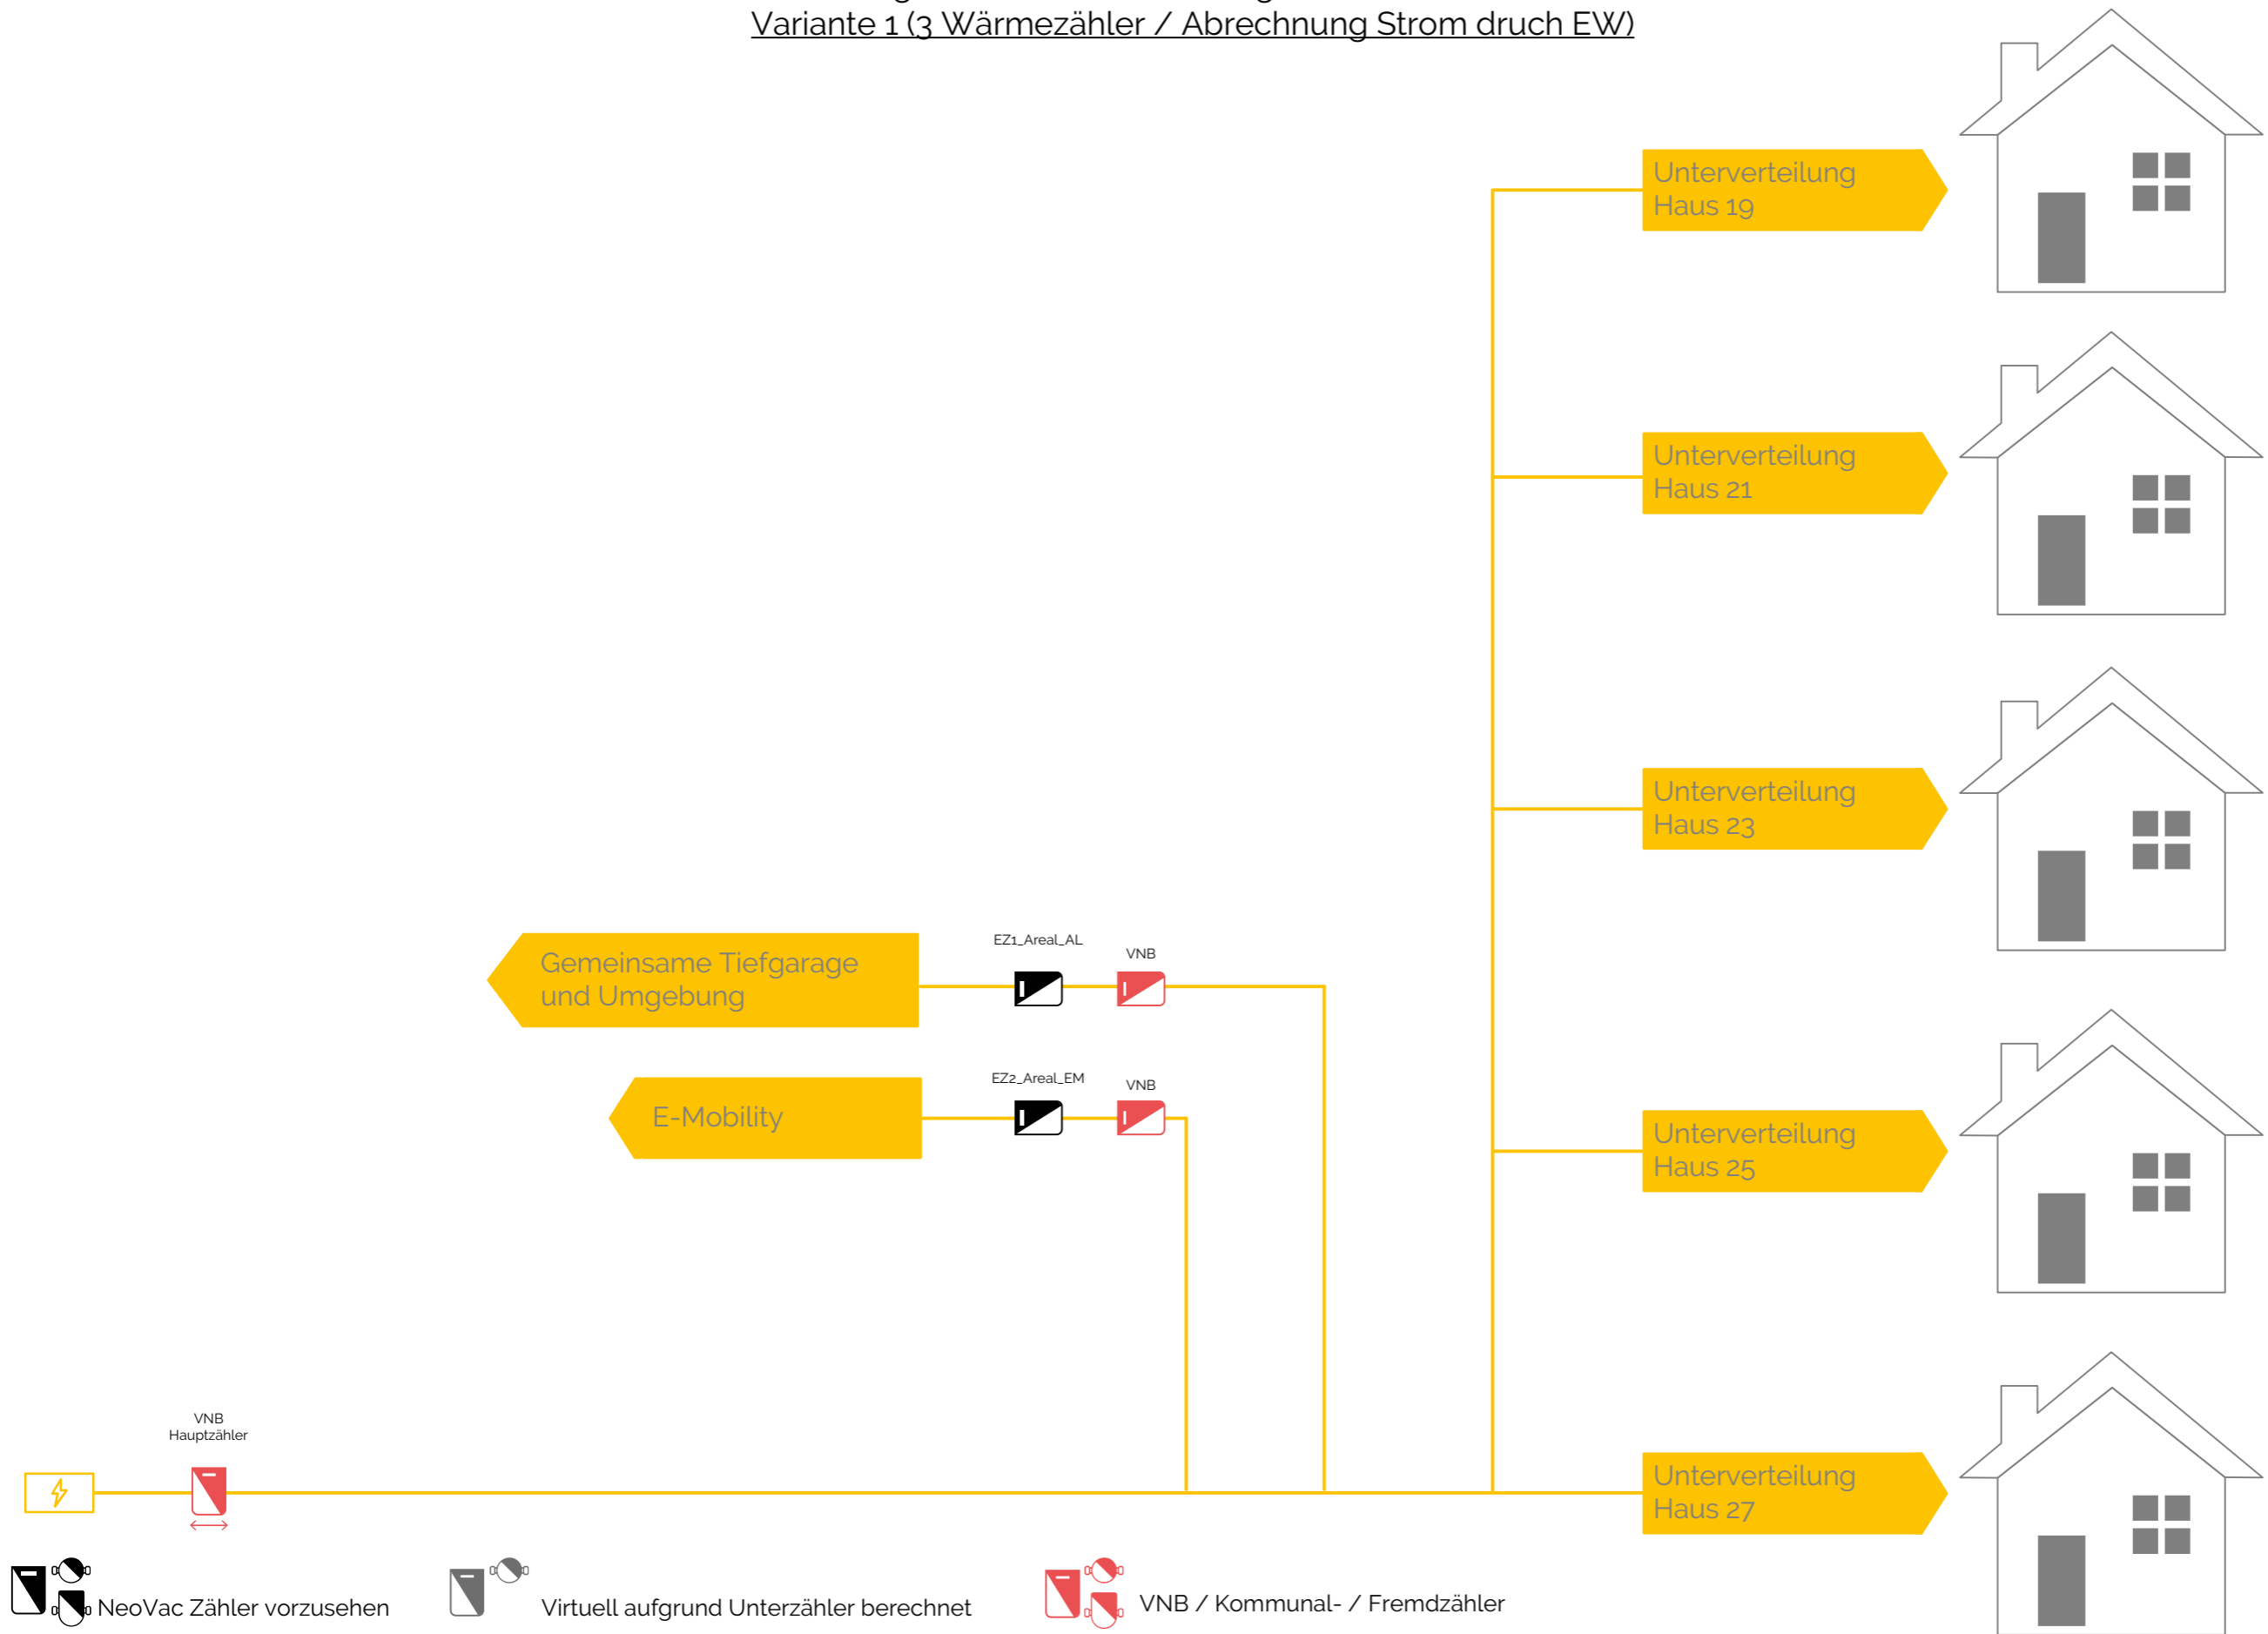 Variante 1 (3 Wärmezähler / Abrechnung Strom druch EW)
Unterverteilung
Haus 19
Unterverteilung
Haus 21
Unterverteilung
Haus 23
Gemeinsame Tiefgarage
und Umgebung
EZ1_Areal_AL
VNB
E-Mobility
EZ2_Areal_EM
VNB
Unterverteilung
Haus 25
VNB
Hauptzähler
Unterverteilung
Haus 27
NeoVac Zähler vorzusehen
Virtuell aufgrund Unterzähler berechnet
VNB / Kommunal- / Fremdzähler